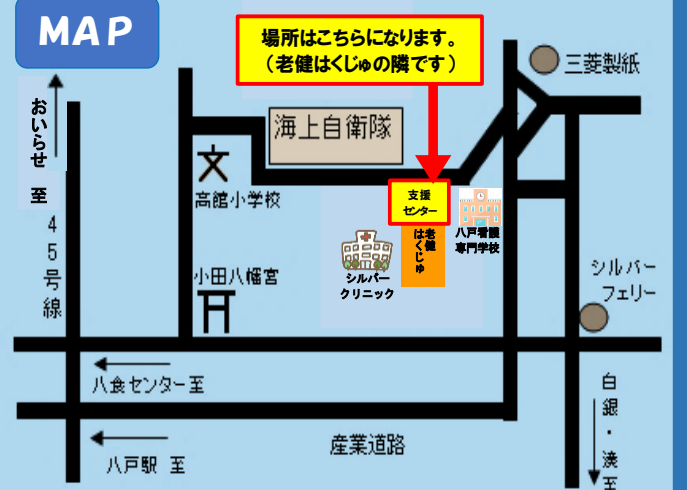 MAP
場所はこちらになります。
（老健はくじゅの隣です）
三菱製紙
おいらせ 至
45号線
海上自衛隊
文
高館小学校
支援
センター
老健
はくじゅ
八戸看護
専門学校
シルバー
クリニック
小田八幡宮
シルバー
フェリー
八食センター至
八戸駅 至
産業道路
白銀・湊至